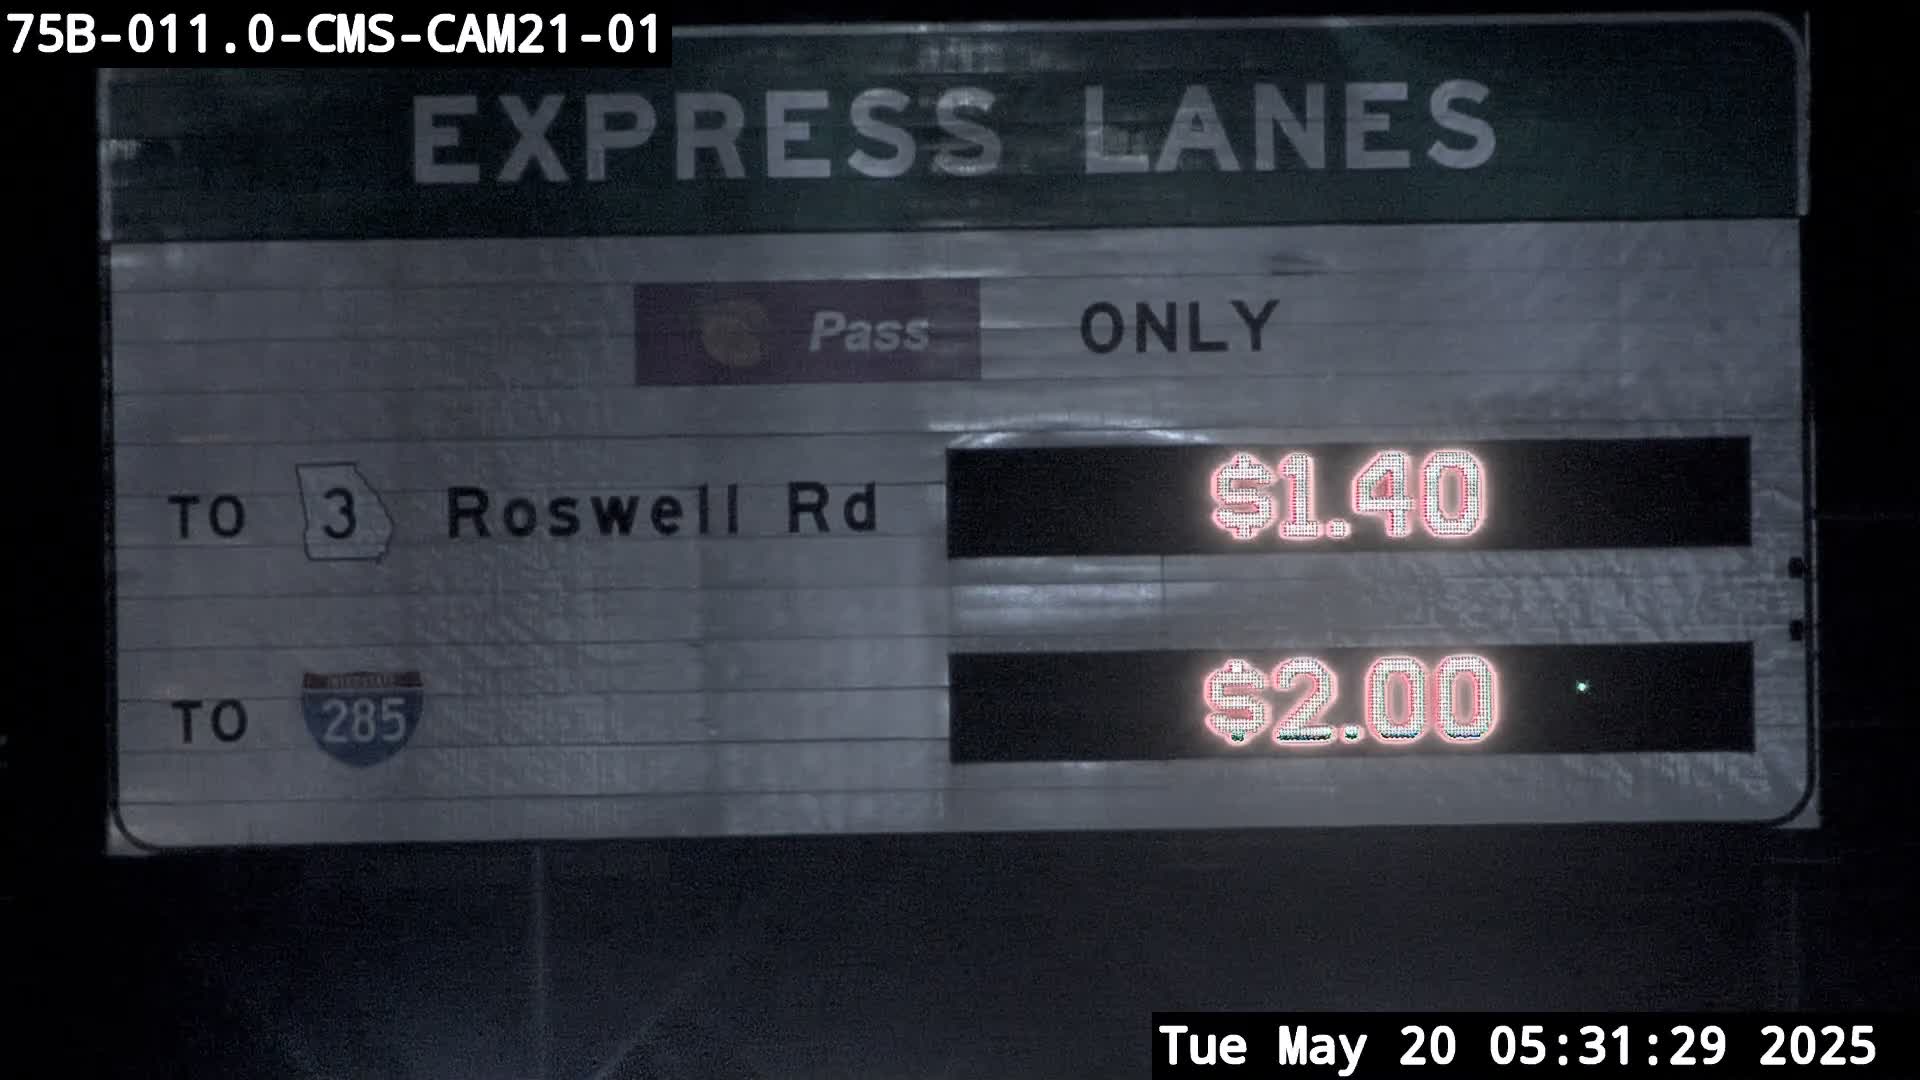 75B-011.0-CMS-CAM21-01
EXPRESS LANES
Pass ONLY
TO 3 Roswell Rd $1.40
TO INTERSTATE 285 $2.00
Tue May 20 05:31:29 2025